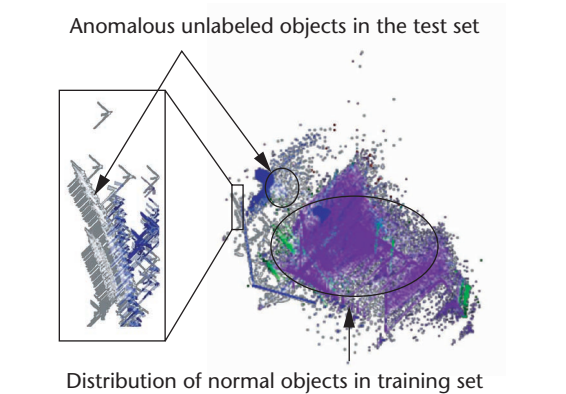 Anomalous unlabeled objects in the test set
Distribution of normal objects in training set